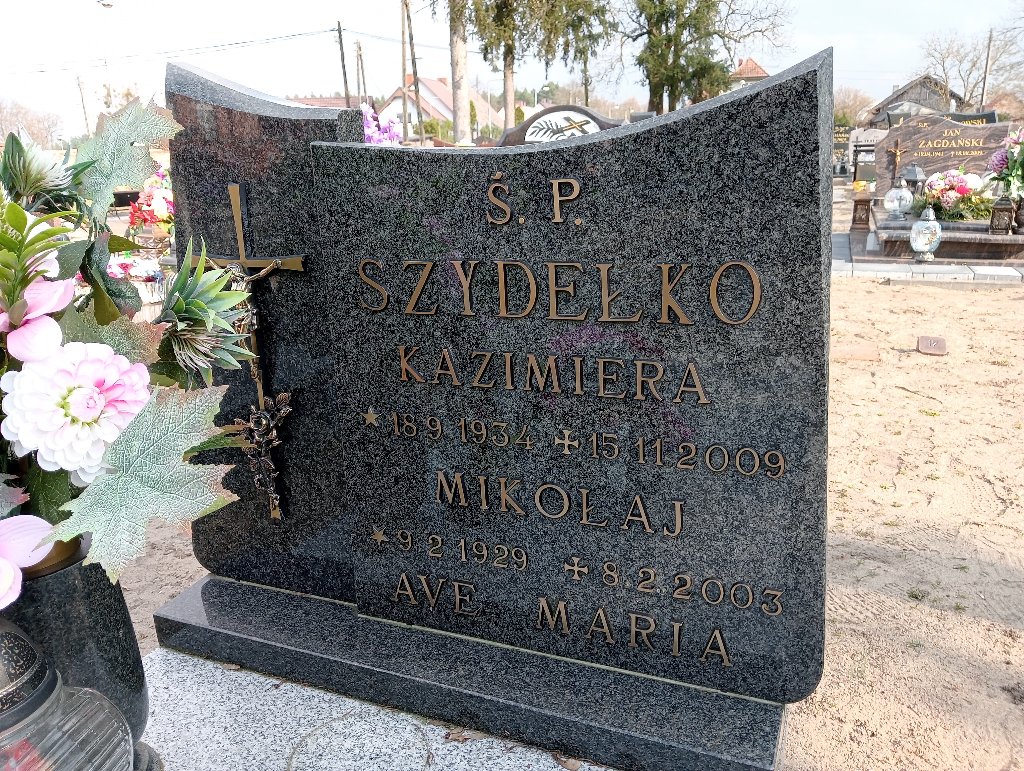 Ś. P.
SZYDEŁKO
KAZIMIERA
18 9 1934 15.11.2009
MIKOŁAJ
9 2 1929 8.2.2003
AVE MARIA
JAN
ZAGDAŃSKI